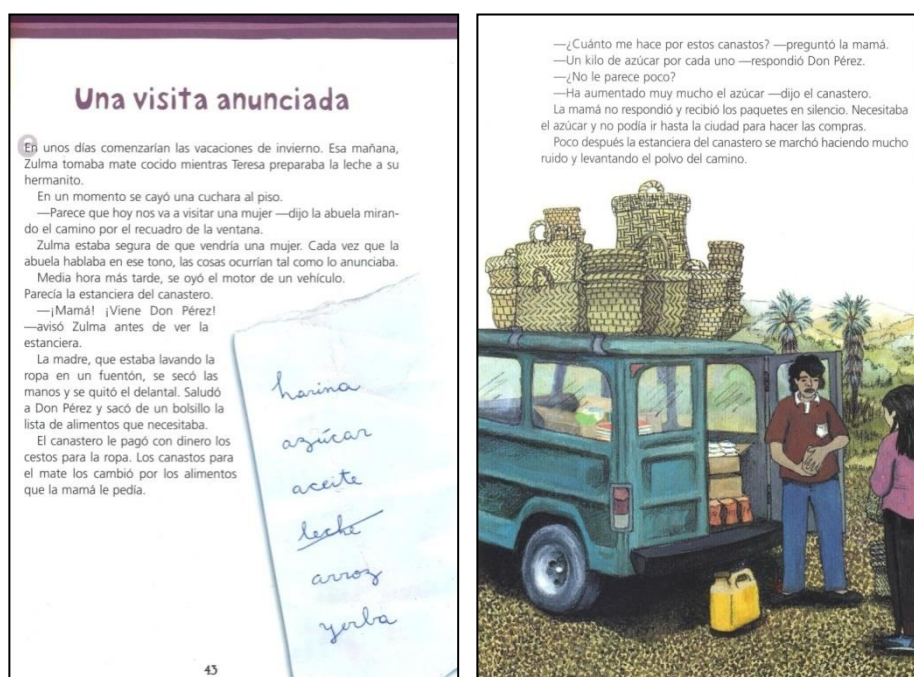 Una visita anunciada
En unos días comenzarían las vacaciones de invierno. Esa mañana,
Zulma tomaba mate cocido mientras Teresa preparaba la leche a su
hermanito.
En un momento se cayó una cuchara al piso.
—Parece que hoy nos va a visitar una mujer —dijo la abuela miran-
do el camino por el recuadro de la ventana.
Zulma estaba segura de que vendría una mujer. Cada vez que la
abuela hablaba en ese tono, las cosas ocurrían tal como lo anunciaba.
Media hora más tarde, se oyó el motor de un vehículo.
Parecía la estanciera del canastero.
—¡Mamá! ¡Viene Don Pérez!
—avisó Zulma antes de ver la
estanciera.
La madre, que estaba lavando la
ropa en un fuentón, se secó las
manos y se quitó el delantal. Saludó
a Don Pérez y sacó de un bolsillo la
lista de alimentos que necesitaba.
El canastero le pagó con dinero los
cestos para la ropa. Los canastos para
el mate los cambió por los alimentos
que la mamá le pedía.
harina
azúcar
aceite
leche
arroz
yerba
43
—¿Cuánto me hace por estos canastos? —preguntó la mamá.
—Un kilo de azúcar por cada uno —respondió Don Pérez.
—¿No le parece poco?
—Ha aumentado muy mucho el azúcar —dijo el canastero.
La mamá no respondió y recibió los paquetes en silencio. Necesitaba
el azúcar y no podía ir hasta la ciudad para hacer las compras.
Poco después la estanciera del canastero se marchó haciendo mucho
ruido y levantando el polvo del camino.